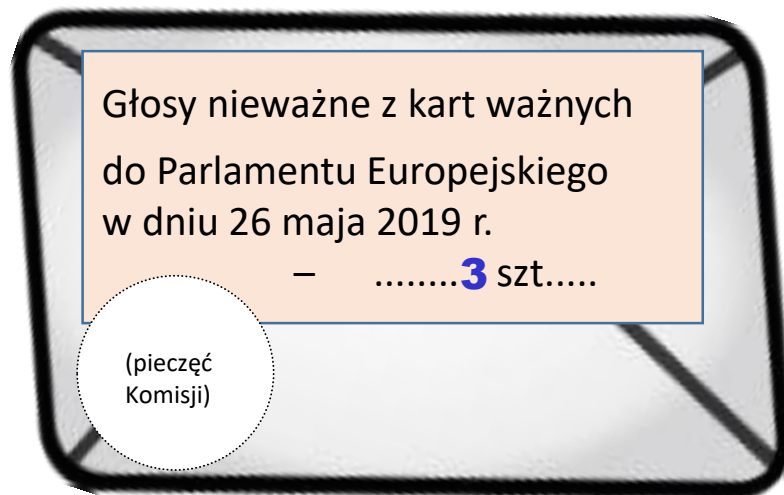 Głosy nieważne z kart ważnych
do Parlamentu Europejskiego
w dniu 26 maja 2019 r.
– ........3 szt.....
(pieczęć
Komisji)